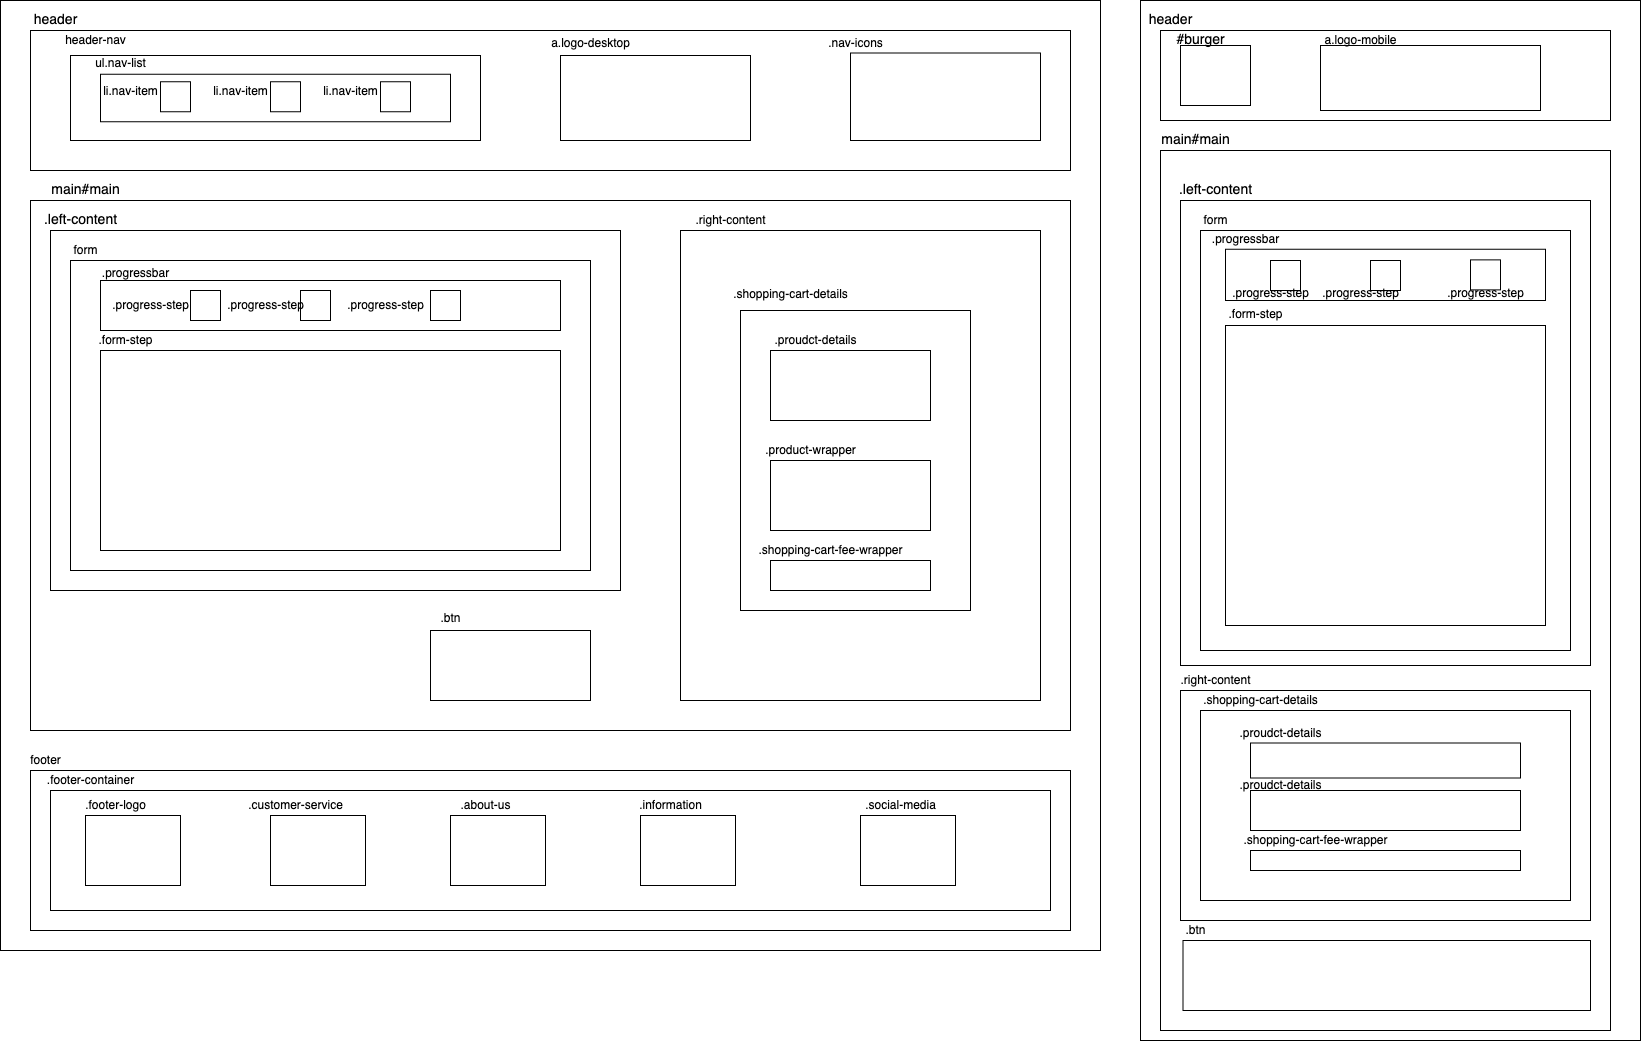 header
header-nav
ul.nav-list
li.nav-item
li.nav-item
li.nav-item
a.logo-desktop
.nav-icons
main#main
.left-content
form
.progressbar
.progress-step
.progress-step
.progress-step
.form-step
.btn
.right-content
.shopping-cart-details
.proudct-details
.product-wrapper
.shopping-cart-fee-wrapper
footer
.footer-container
.footer-logo
.customer-service
.about-us
.information
.social-media
header
#burger
a.logo-mobile
main#main
.left-content
form
.progressbar
.progress-step
.progress-step
.progress-step
.form-step
.right-content
.shopping-cart-details
.proudct-details
.proudct-details
.shopping-cart-fee-wrapper
.btn